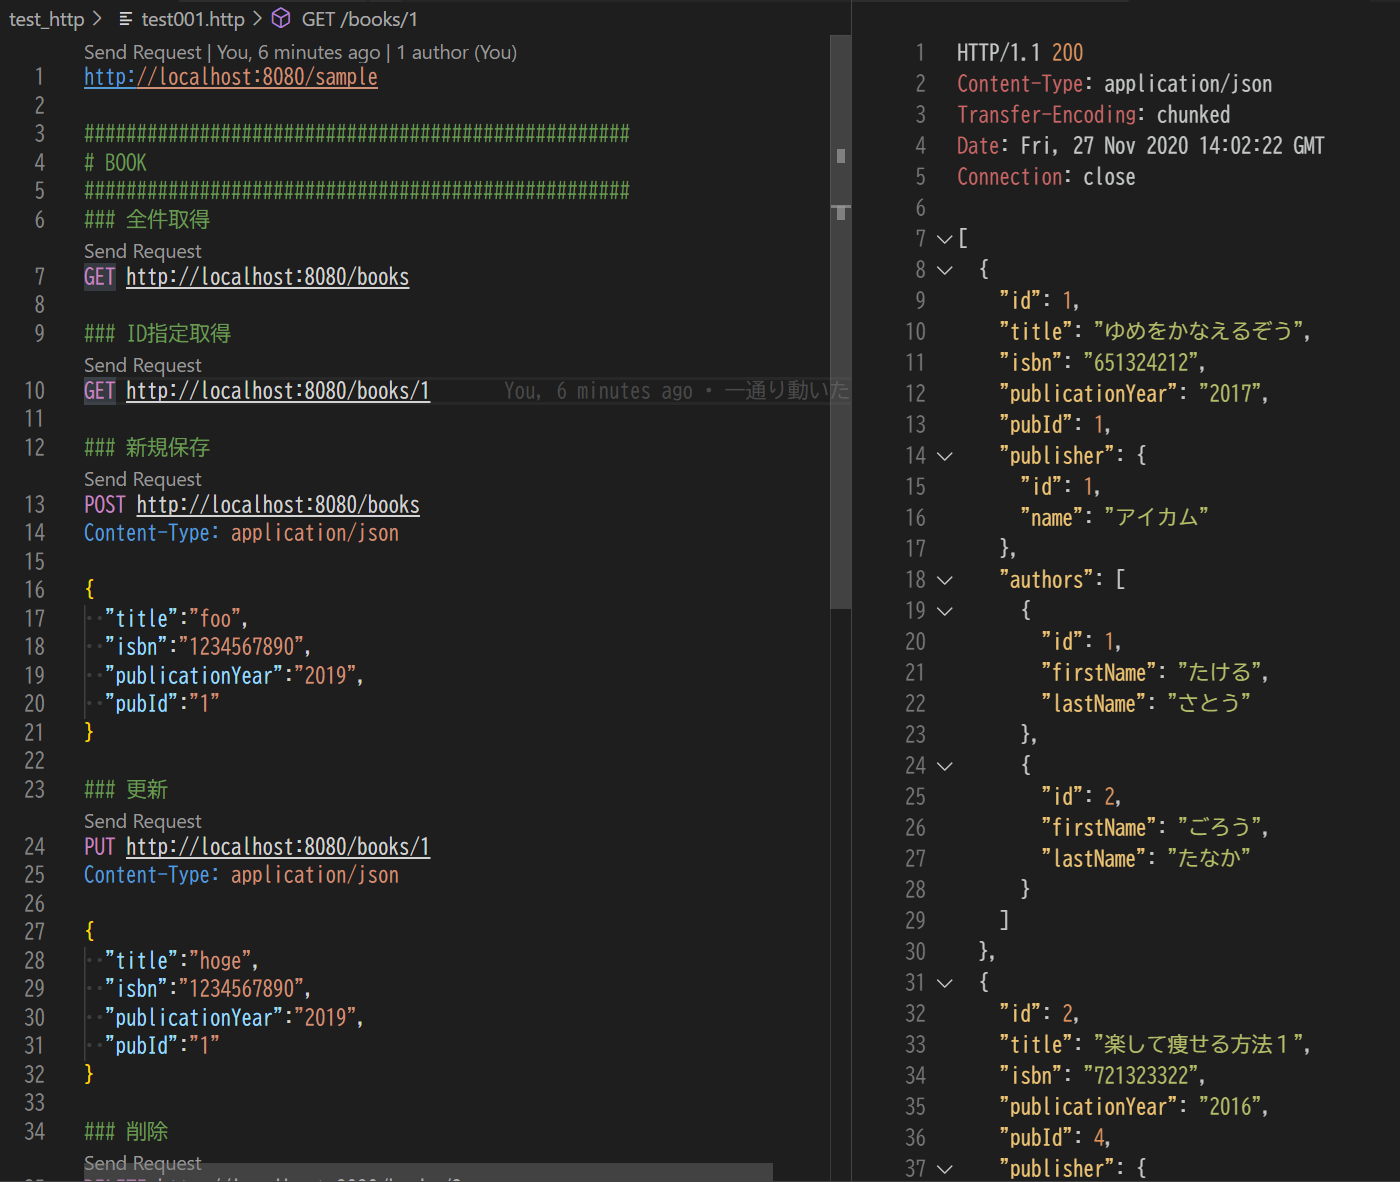 test_http > test001.http > GET /books/1
Send Request | You, 6 minutes ago | 1 author (You)
1 http://localhost:8080/sample
2
3 ####################################################
4 # BOOK
5 ####################################################
6 ### 全件取得
Send Request
7 GET http://localhost:8080/books
8
9 ### ID指定取得
Send Request
10 GET http://localhost:8080/books/1 You, 6 minutes ago • 一通り動いた
11
12 ### 新規保存
Send Request
13 POST http://localhost:8080/books
14 Content-Type: application/json
15
16 {
17 "title":"foo",
18 "isbn":"1234567890",
19 "publicationYear":"2019",
20 "pubId":"1"
21 }
22
23 ### 更新
Send Request
24 PUT http://localhost:8080/books/1
25 Content-Type: application/json
26
27 {
28 "title":"hoge",
29 "isbn":"1234567890",
30 "publicationYear":"2019",
31 "pubId":"1"
32 }
33
34 ### 削除
Send Request
1 HTTP/1.1 200
2 Content-Type: application/json
3 Transfer-Encoding: chunked
4 Date: Fri, 27 Nov 2020 14:02:22 GMT
5 Connection: close
6
7 [
8 {
9 "id": 1,
10 "title": "ゆめをかなえるぞう",
11 "isbn": "651324212",
12 "publicationYear": "2017",
13 "pubId": 1,
14 "publisher": {
15 "id": 1,
16 "name": "アイカム"
17 },
18 "authors": [
19 {
20 "id": 1,
21 "firstName": "たける",
22 "lastName": "さとう"
23 },
24 {
25 "id": 2,
26 "firstName": "ごろう",
27 "lastName": "たなか"
28 }
29 ]
30 },
31 {
32 "id": 2,
33 "title": "楽して痩せる方法１",
34 "isbn": "721323322",
35 "publicationYear": "2016",
36 "pubId": 4,
37 "publisher": {